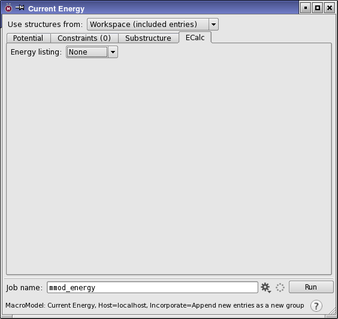 Current Energy
Use structures from: Workspace (included entries)
Potential Constraints (0) Substructure ECalc
Energy listing: None
Job name: mmod_energy Run
MacroModel: Current Energy, Host=localhost, Incorporate=Append new entries as a new group ?